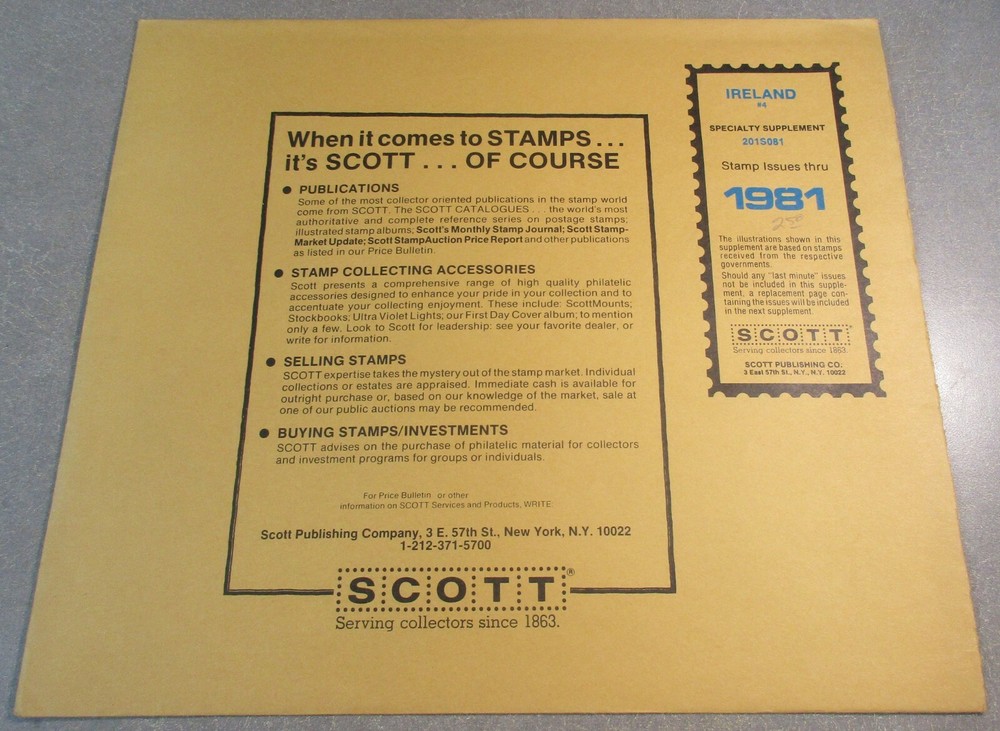 When it comes to STAMPS...
it's SCOTT . . . OF COURSE
● PUBLICATIONS
Some of the most collector oriented publications in the stamp world
come from SCOTT. The SCOTT CATALOGUES . . . the world's most
authoritative and complete reference series on postage stamps;
illustrated stamp albums; Scott's Monthly Stamp Journal; Scott Stamp-
Market Update; Scott StampAuction Price Report and other publications
as listed in our Price Bulletin.
● STAMP COLLECTING ACCESSORIES
Scott presents a comprehensive range of high quality philatelic
accessories designed to enhance your pride in your collection and to
accentuate your collecting enjoyment. These include: ScottMounts;
Stockbooks; Ultra Violet Lights; our First Day Cover album; to mention
only a few. Look to Scott for leadership: see your favorite dealer, or
write for information.
● SELLING STAMPS
SCOTT expertise takes the mystery out of the stamp market. Individual
collections or estates are appraised. Immediate cash is available for
outright purchase or, based on our knowledge of the market, sale at
one of our public auctions may be recommended.
● BUYING STAMPS/INVESTMENTS
SCOTT advises on the purchase of philatelic material for collectors
and investment programs for groups or individuals.
For Price Bulletin or other
information on SCOTT Services and Products, WRITE:
Scott Publishing Company, 3 E. 57th St., New York, N.Y. 10022
1-212-371-5700
SCOTT®
Serving collectors since 1863.
IRELAND
#4
SPECIALTY SUPPLEMENT
201S081
Stamp Issues thru
1981
The illustrations shown in this
supplement are based on stamps
received from the respective
governments.
Should any "last minute" issues
not be included in this supple-
ment, a replacement page con-
taining the issues will be included
in the next supplement.
SCOTT®
Serving collectors since 1863.
SCOTT PUBLISHING CO.
3 East 57th St., N.Y., N.Y. 10022